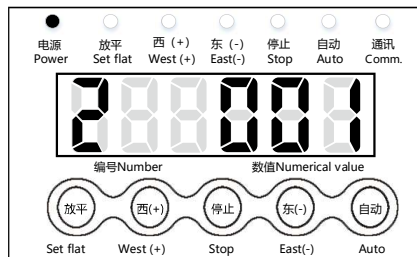 电源 放平 西 (+) 东 (-) 停止 自动 通讯
Power Set flat West (+) East(-) Stop Auto Comm.
2 001
编号Number 数值Numerical value
放平 西(+) 停止 东(-) 自动
Set flat West (+) Stop East(-) Auto